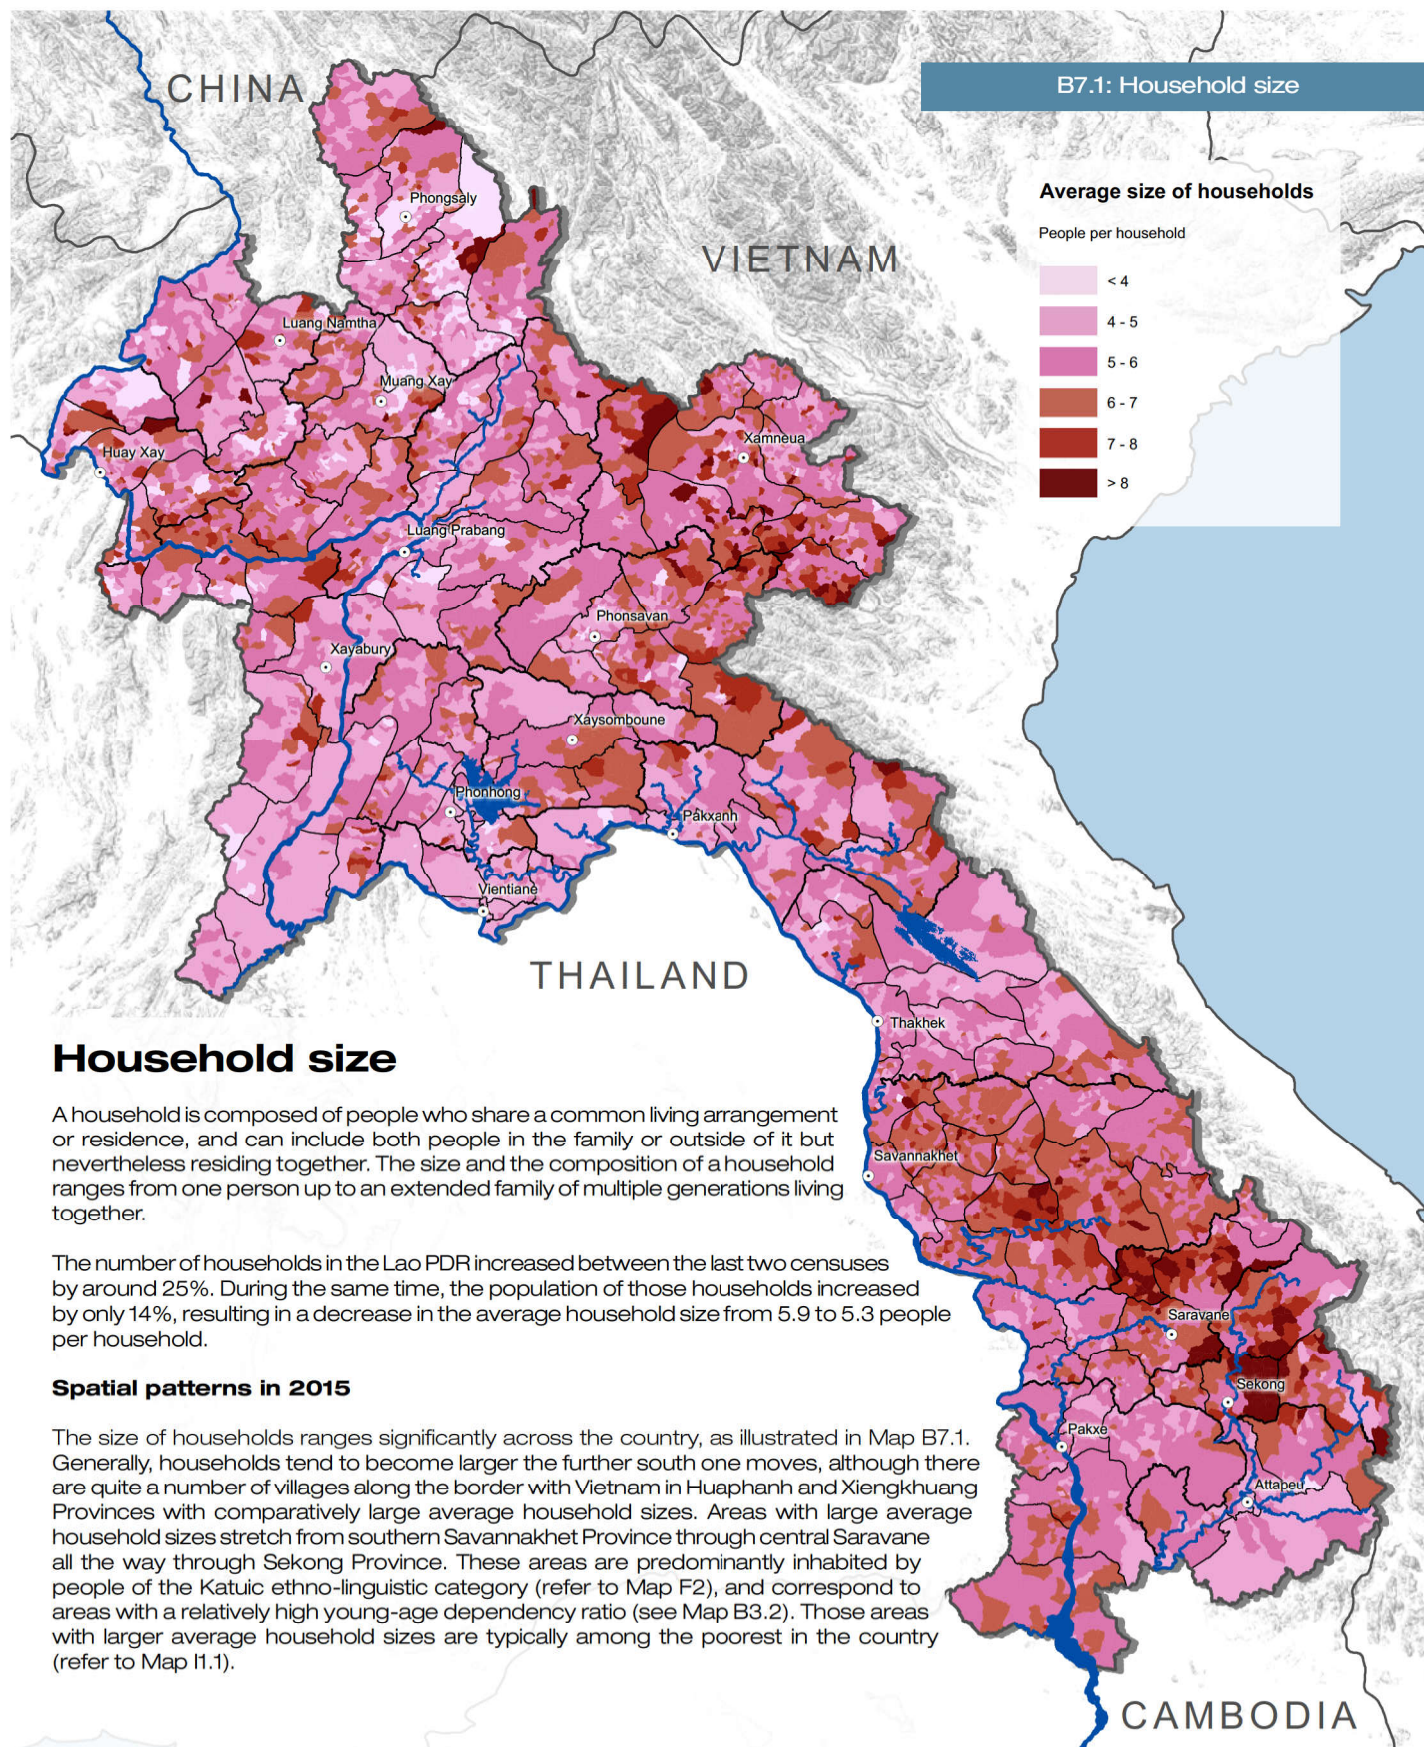 CHINA
B7.1: Household size
Average size of households
People per household
< 4
4 - 5
5 - 6
6 - 7
7 - 8
> 8
VIETNAM
Phongsaly
Luang Namtha
Muang Xay
Xamneua
Huay Xay
Luang Prabang
Phonsavan
Xayabury
Xaysomboune
Phonhong
Pakxanh
Vientiane
THAILAND
Thakhek
Savannakhet
Saravane
Sekong
Pakxe
Attapeu
CAMBODIA
Household size
A household is composed of people who share a common living arrangement
or residence, and can include both people in the family or outside of it but
nevertheless residing together. The size and the composition of a household
ranges from one person up to an extended family of multiple generations living
together.
The number of households in the Lao PDR increased between the last two censuses
by around 25%. During the same time, the population of those households increased
by only 14%, resulting in a decrease in the average household size from 5.9 to 5.3 people
per household.
Spatial patterns in 2015
The size of households ranges significantly across the country, as illustrated in Map B7.1.
Generally, households tend to become larger the further south one moves, although there
are quite a number of villages along the border with Vietnam in Huaphanh and Xiengkhuang
Provinces with comparatively large average household sizes. Areas with large average
household sizes stretch from southern Savannakhet Province through central Saravane
all the way through Sekong Province. These areas are predominantly inhabited by
people of the Katuic ethno-linguistic category (refer to Map F2), and correspond to
areas with a relatively high young-age dependency ratio (see Map B3.2). Those areas
with larger average household sizes are typically among the poorest in the country
(refer to Map I1.1).